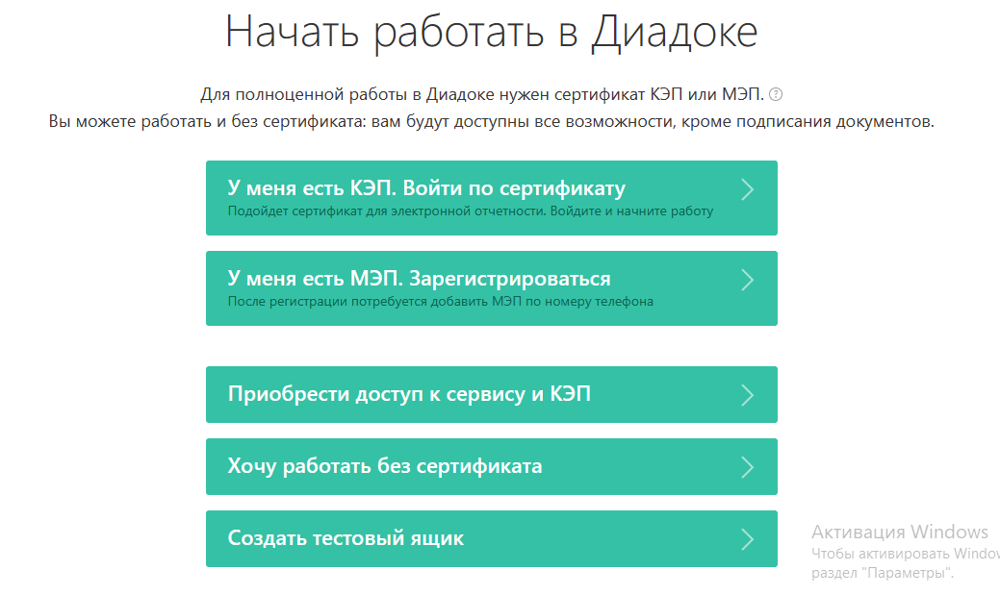 Начать работать в Диадоке
Для полноценной работы в Диадоке нужен сертификат КЭП или МЭП. ?
Вы можете работать и без сертификата: вам будут доступны все возможности, кроме подписания документов.
У меня есть КЭП. Войти по сертификату
Подойдет сертификат для электронной отчетности. Войдите и начните работу
У меня есть МЭП. Зарегистрироваться
После регистрации потребуется добавить МЭП по номеру телефона
Приобрести доступ к сервису и КЭП
Хочу работать без сертификата
Создать тестовый ящик
Активация Windows
Чтобы активировать Window
раздел "Параметры".